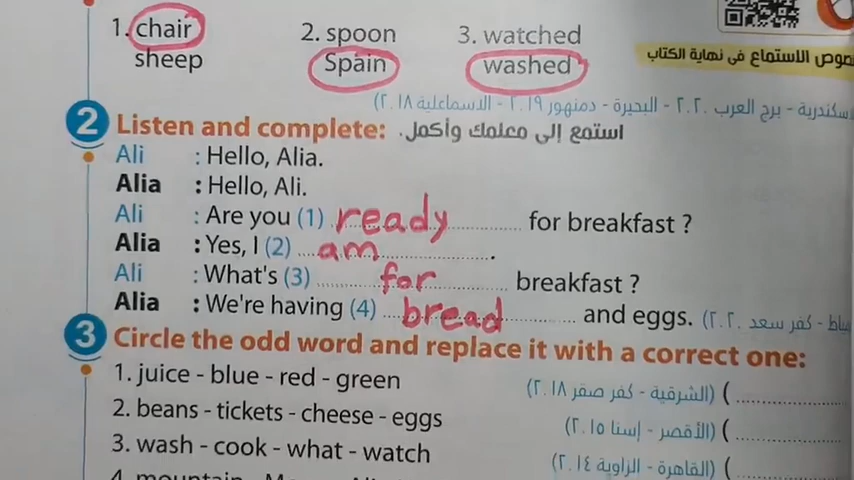 1. chair 2. spoon 3. watched
sheep Spain washed
الاستماع فى نهاية الكتاب
برج العرب ٢٠٢٠ - البحيرة - دمنهور ٢٠١٩ - الاسماعلية ٢٠١٨)
2 Listen and complete: استمع إلى معلمك وأكمل.
Ali : Hello, Alia.
Alia : Hello, Ali.
Ali : Are you (1) ready for breakfast ?
Alia : Yes, I (2) am .
Ali : What's (3) for breakfast ?
Alia : We're having (4) bread and eggs. كفر سعد ٢٠٢٠)
3 Circle the odd word and replace it with a correct one:
1. juice - blue - red - green (الشرقية - كفر صقر ٢٠١٨) (
2. beans - tickets - cheese - eggs (الأقصر - إسنا ٢٠١٥) (
3. wash - cook - what - watch (القاهرة - الزاوية ٢٠١٤) (
4. mountain